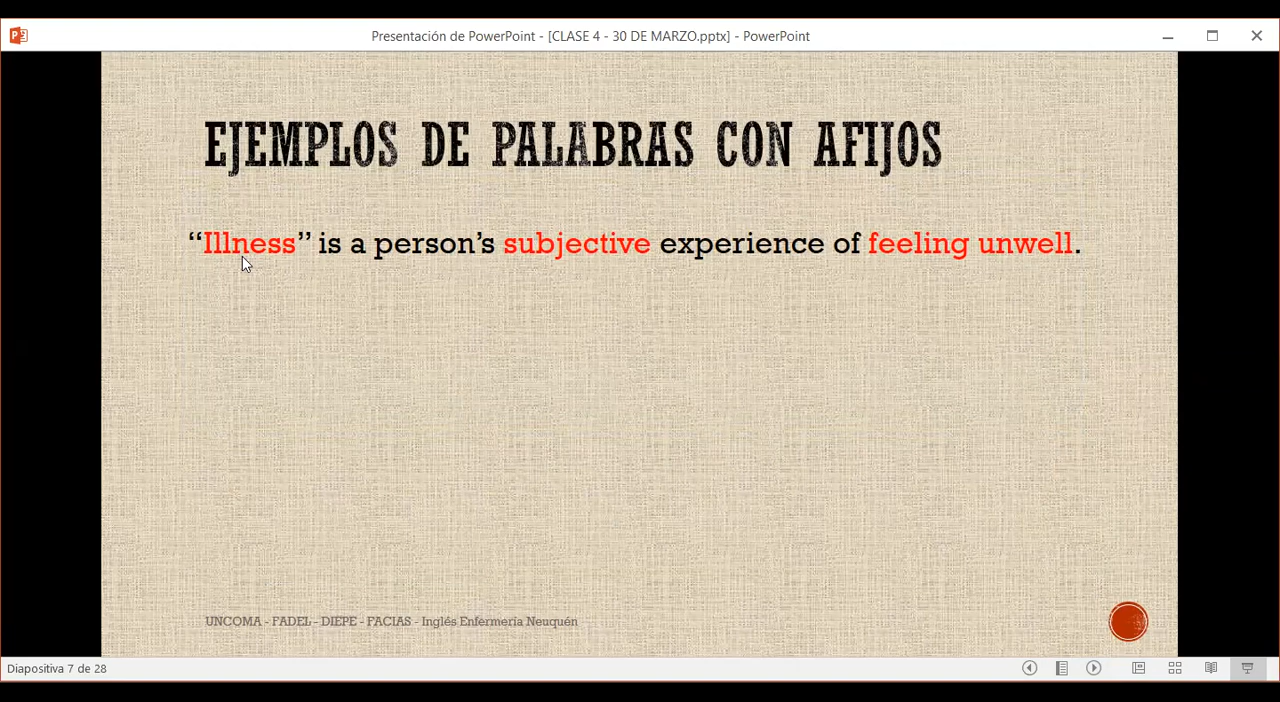 Presentación de PowerPoint - [CLASE 4 - 30 DE MARZO.pptx] - PowerPoint
EJEMPLOS DE PALABRAS CON AFIJOS
“Illness” is a person’s subjective experience of feeling unwell.
UNCOMA - FADEL - DIEPE - FACIAS - Inglés Enfermería Neuquén
Diapositiva 7 de 28